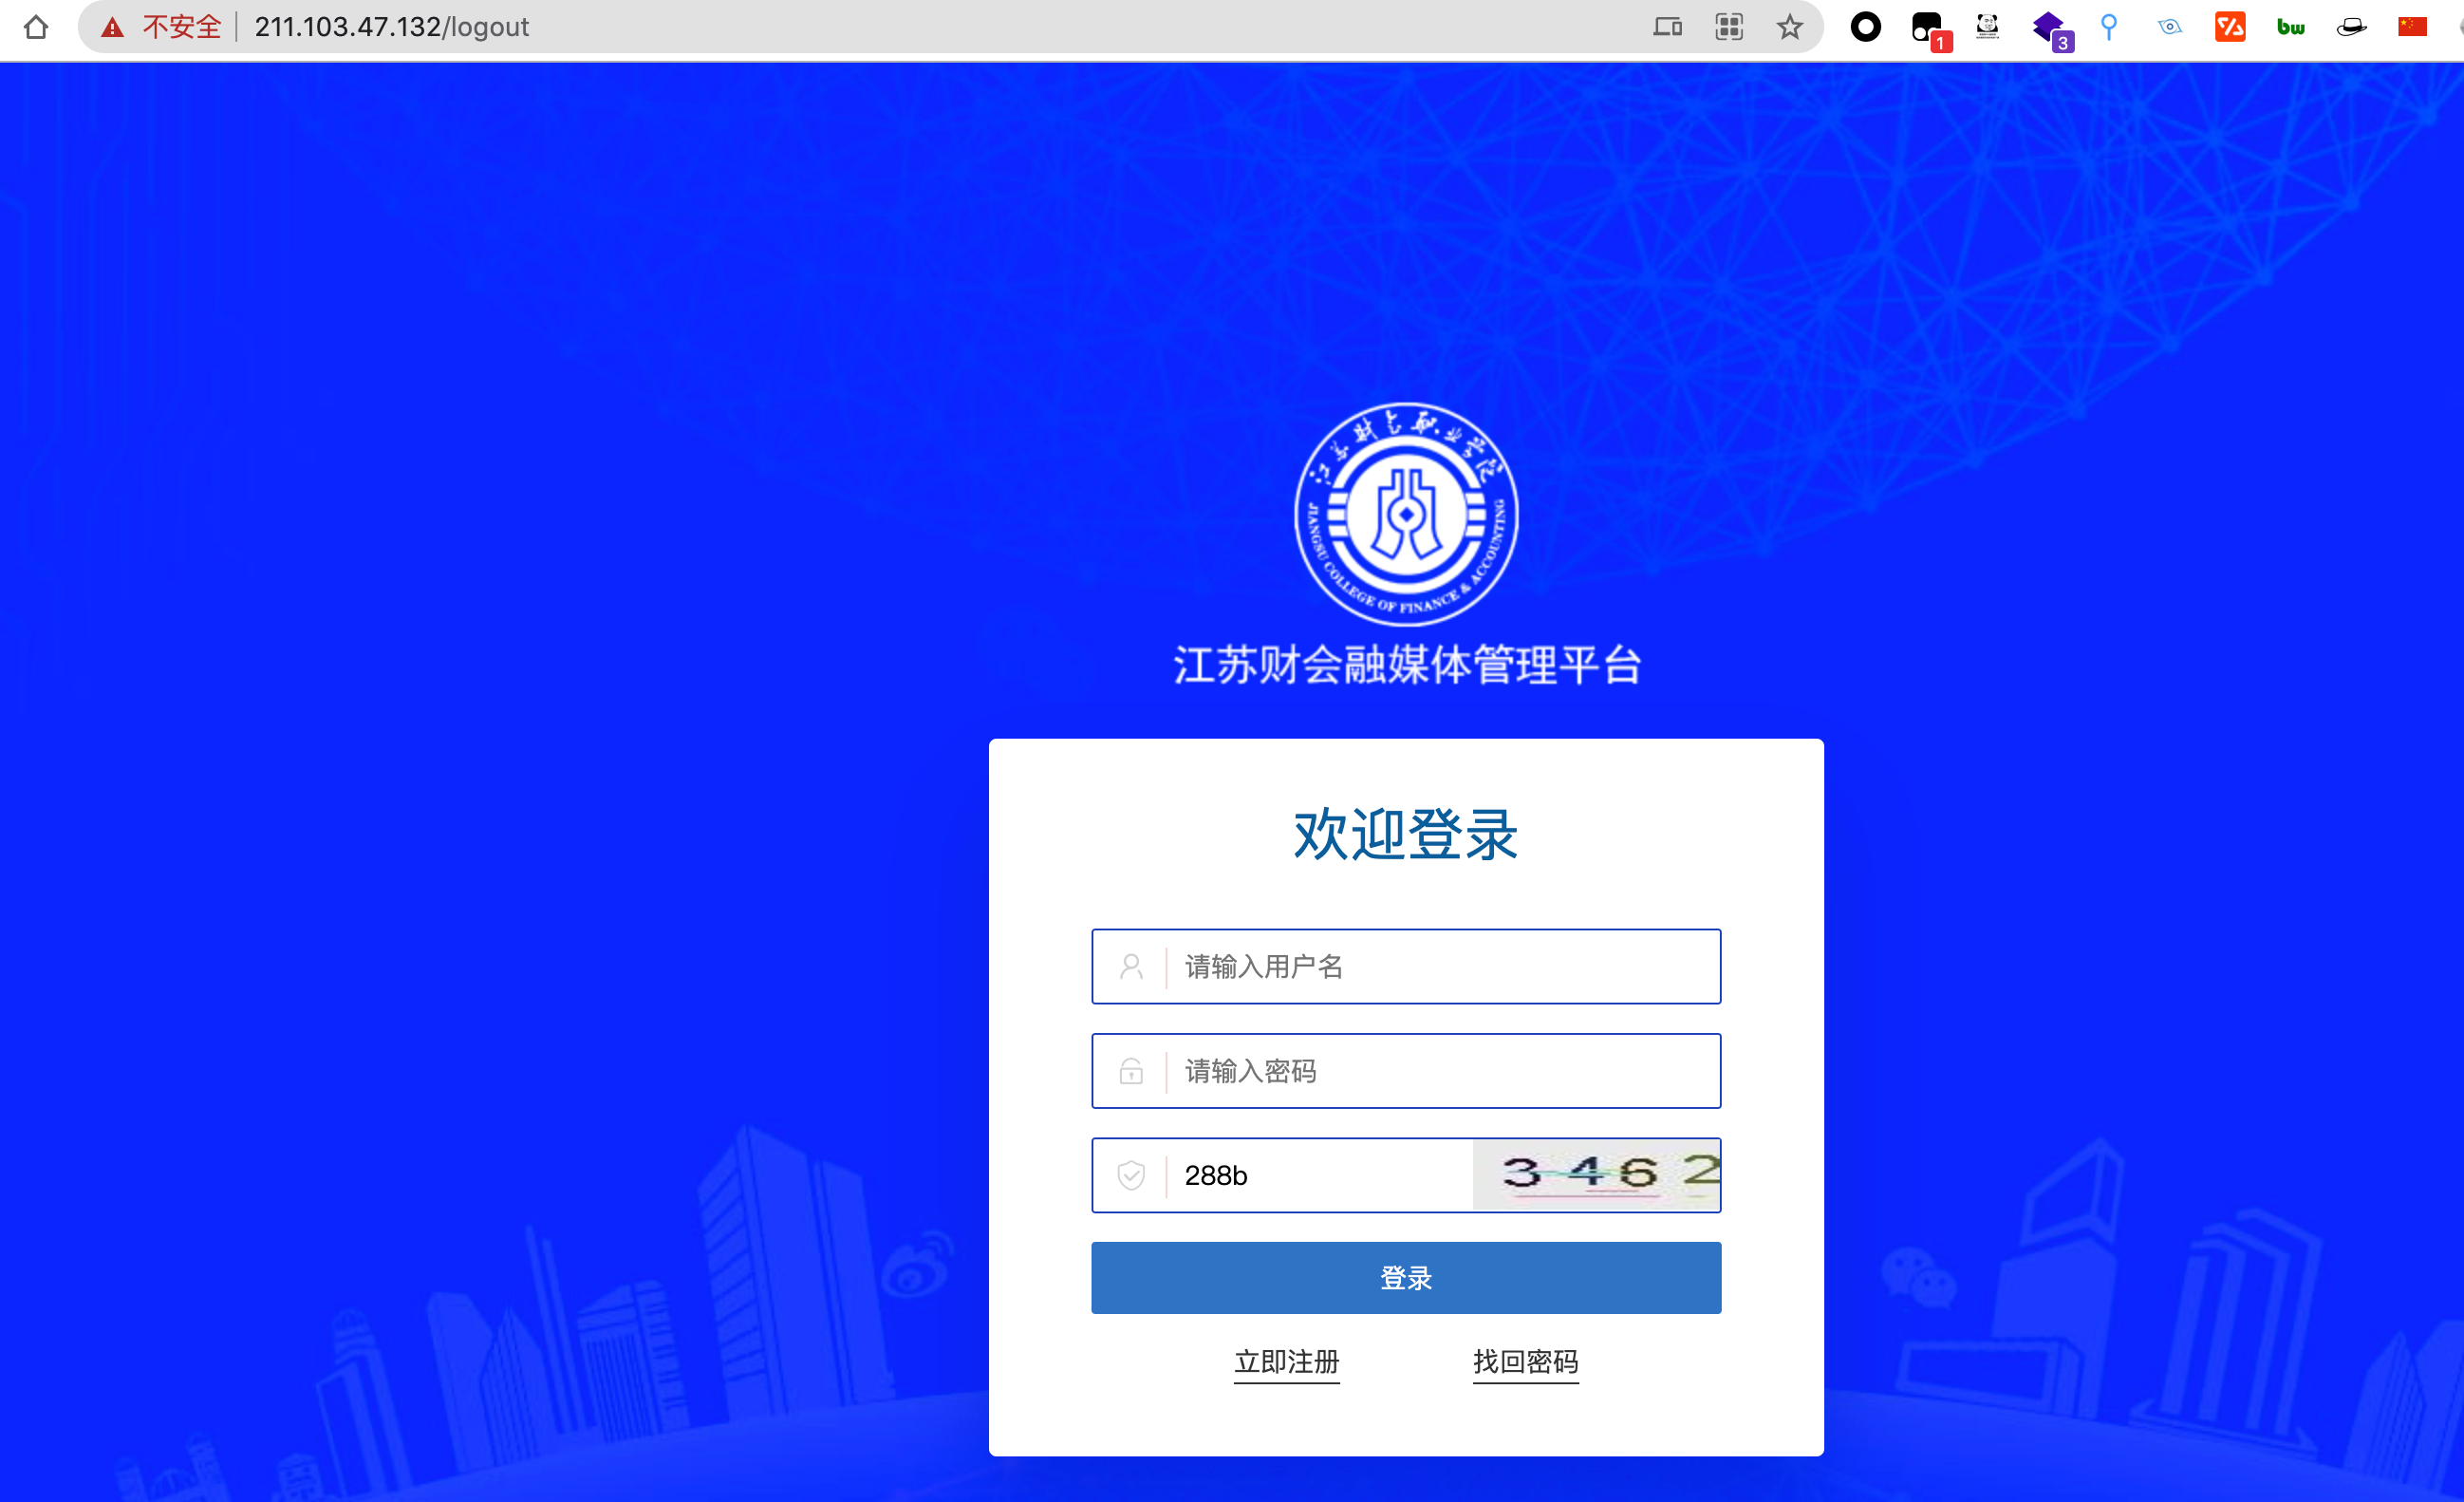 不安全 211.103.47.132/logout
1
3
bw
江苏财会职业学院
JIANGSU COLLEGE OF FINANCE & ACCOUNTING
江苏财会融媒体管理平台
欢迎登录
请输入用户名
请输入密码
288b
3462
登录
立即注册 找回密码